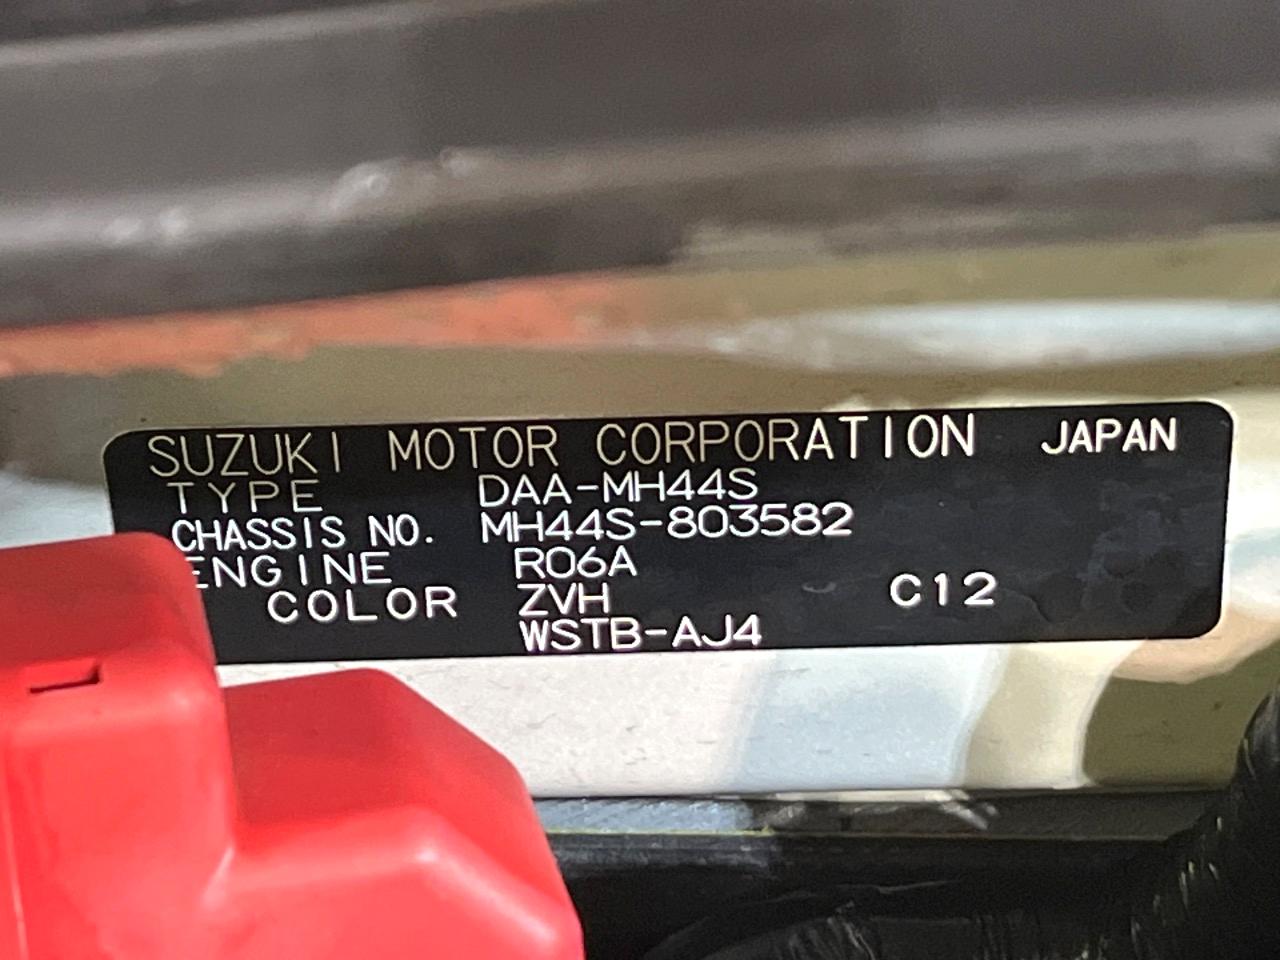 SUZUKI MOTOR CORPORATION JAPAN
TYPE DAA-MH44S
CHASSIS NO. MH44S-803582
ENGINE R06A
COLOR ZVH C12
WSTB-AJ4